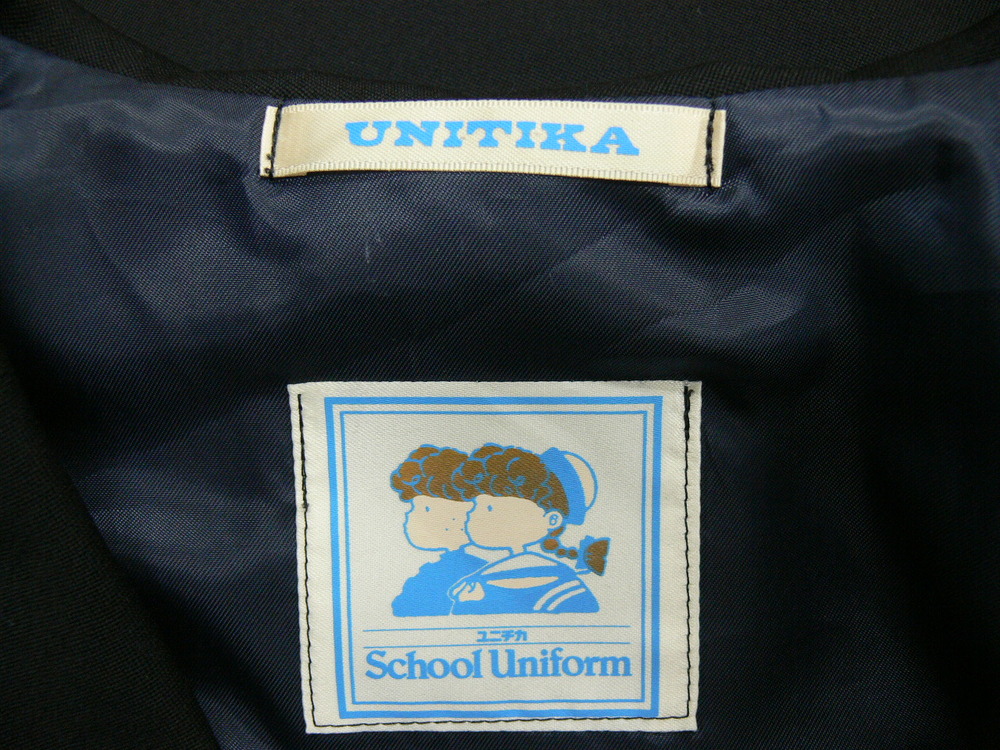 UNITIKA
ユニチカ
School Uniform